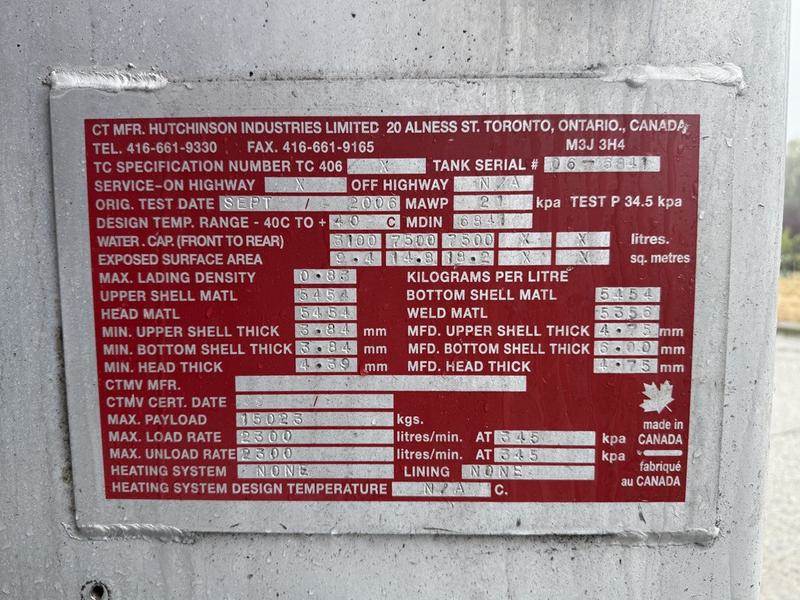 CT MFR. HUTCHINSON INDUSTRIES LIMITED 20 ALNESS ST. TORONTO, ONTARIO., CANADA,
TEL. 416-661-9330 FAX. 416-661-9165 M3J 3H4
TC SPECIFICATION NUMBER TC 406 X TANK SERIAL # 06-6841
SERVICE-ON HIGHWAY X OFF HIGHWAY N/A
ORIG. TEST DATE SEPT / 2006 MAWP 21 kpa TEST P 34.5 kpa
DESIGN TEMP. RANGE - 40C TO + 40 C MDIN 6841
WATER. CAP. (FRONT TO REAR) 3100 7500 7500 X X litres.
EXPOSED SURFACE AREA 9.4 14.8 18.2 X X sq. metres
MAX. LADING DENSITY 0.83 KILOGRAMS PER LITRE
UPPER SHELL MATL 5454 BOTTOM SHELL MATL 5454
HEAD MATL 5454 WELD MATL 5356
MIN. UPPER SHELL THICK 3.84 mm MFD. UPPER SHELL THICK 4.75 mm
MIN. BOTTOM SHELL THICK 3.84 mm MFD. BOTTOM SHELL THICK 6.00 mm
MIN. HEAD THICK 4.39 mm MFD. HEAD THICK 4.75 mm
CTMV MFR.
CTMV CERT. DATE /
MAX. PAYLOAD 15023 kgs.
MAX. LOAD RATE 2300 litres/min. AT 345 kpa
MAX. UNLOAD RATE 2300 litres/min. AT 345 kpa
HEATING SYSTEM NONE LINING NONE
HEATING SYSTEM DESIGN TEMPERATURE N/A C.
made in
CANADA
fabriqué
au CANADA